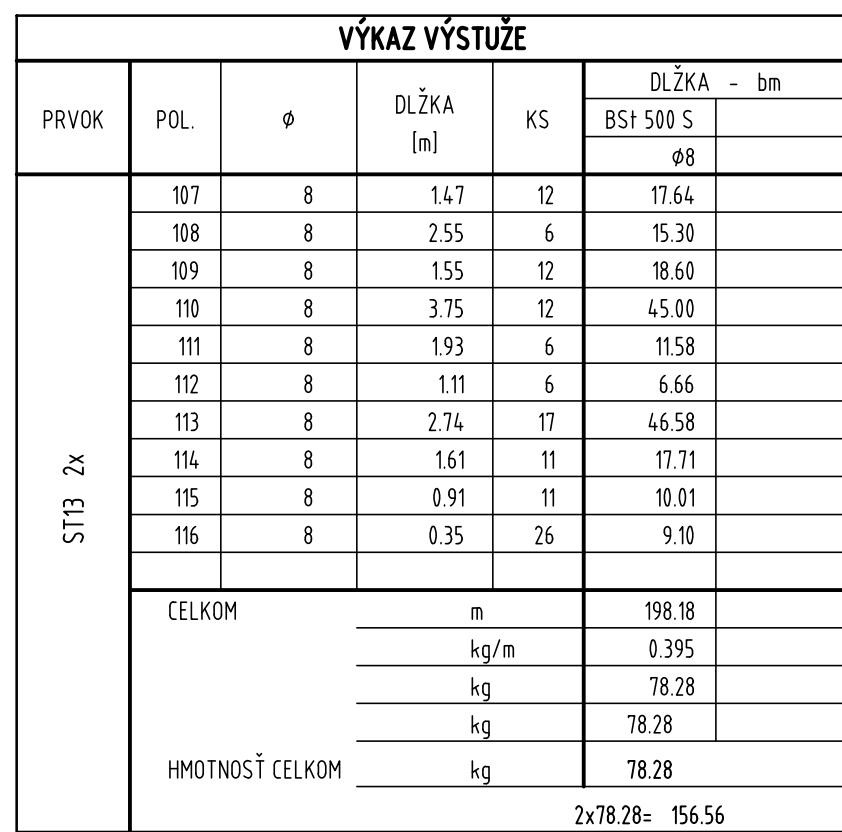 VÝKAZ VÝSTUŽE
PRVOK POL. ϕ DLŽKA [m] KS DLŽKA - bm
BSt 500 S
ϕ8
ST13 2x
107 8 1.47 12 17.64
108 8 2.55 6 15.30
109 8 1.55 12 18.60
110 8 3.75 12 45.00
111 8 1.93 6 11.58
112 8 1.11 6 6.66
113 8 2.74 17 46.58
114 8 1.61 11 17.71
115 8 0.91 11 10.01
116 8 0.35 26 9.10
CELKOM m 198.18
kg/m 0.395
kg 78.28
kg 78.28
HMOTNOSŤ CELKOM kg 78.28
2x78.28= 156.56